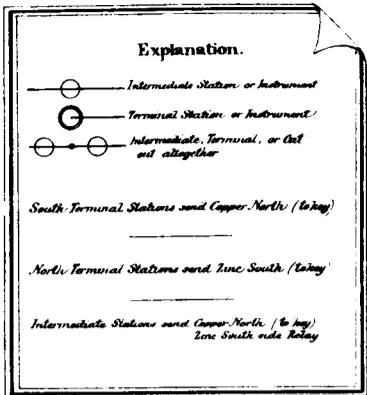 Explanation.
Intermediate Station or Instrument
Terminal Station or Instrument
Intermediate, Terminal, or Cut
out altogether
South Terminal Stations send Copper North (to key)
North Terminal Stations send Zinc South (to key)
Intermediate Stations send Copper North (to key)
Zinc South side Relay